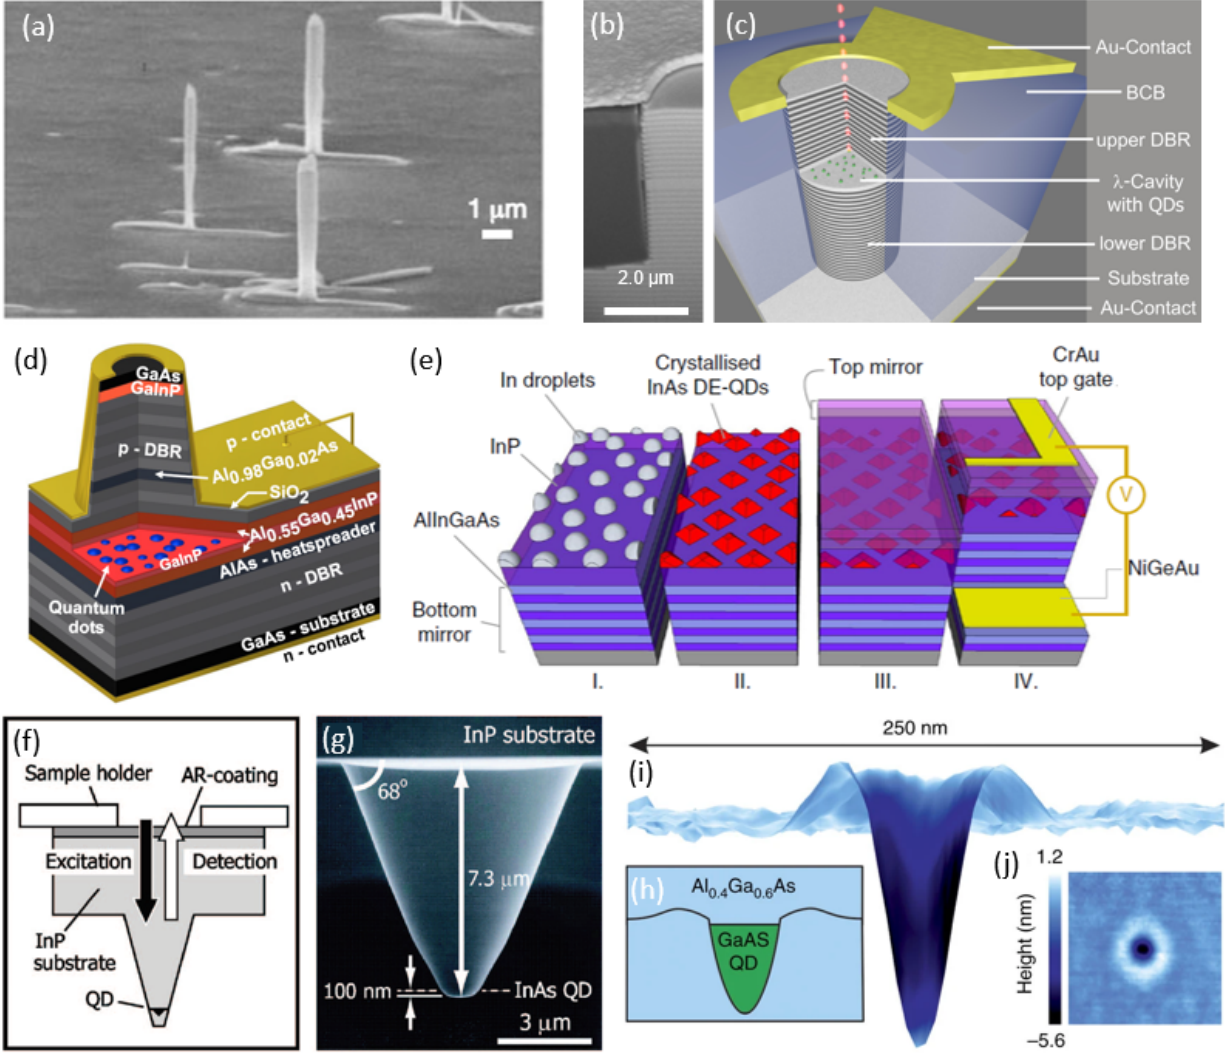 (a)
1 μm
(b)
2.0 μm
(c)
Au-Contact
BCB
upper DBR
λ-Cavity
with QDs
lower DBR
Substrate
Au-Contact
(d)
GaAs
GaInP
p - DBR
p - contact
Al0.98Ga0.02As
SiO2
Al0.55Ga0.45InP
GaInP
AlAs - heatspreader
n - DBR
Quantum
dots
GaAs - substrate
n - contact
(e)
In droplets
Crystallised
InAs DE-QDs
Top mirror
CrAu
top gate
InP
AlInGaAs
V
NiGeAu
Bottom
mirror
I.
II.
III.
IV.
(f)
Sample holder
AR-coating
Excitation
Detection
InP
substrate
QD
(g)
InP substrate
68°
7.3 μm
100 nm
InAs QD
3 μm
250 nm
(i)
(h)
Al0.4Ga0.6As
GaAS
QD
(j)
1.2
Height (nm)
−5.6